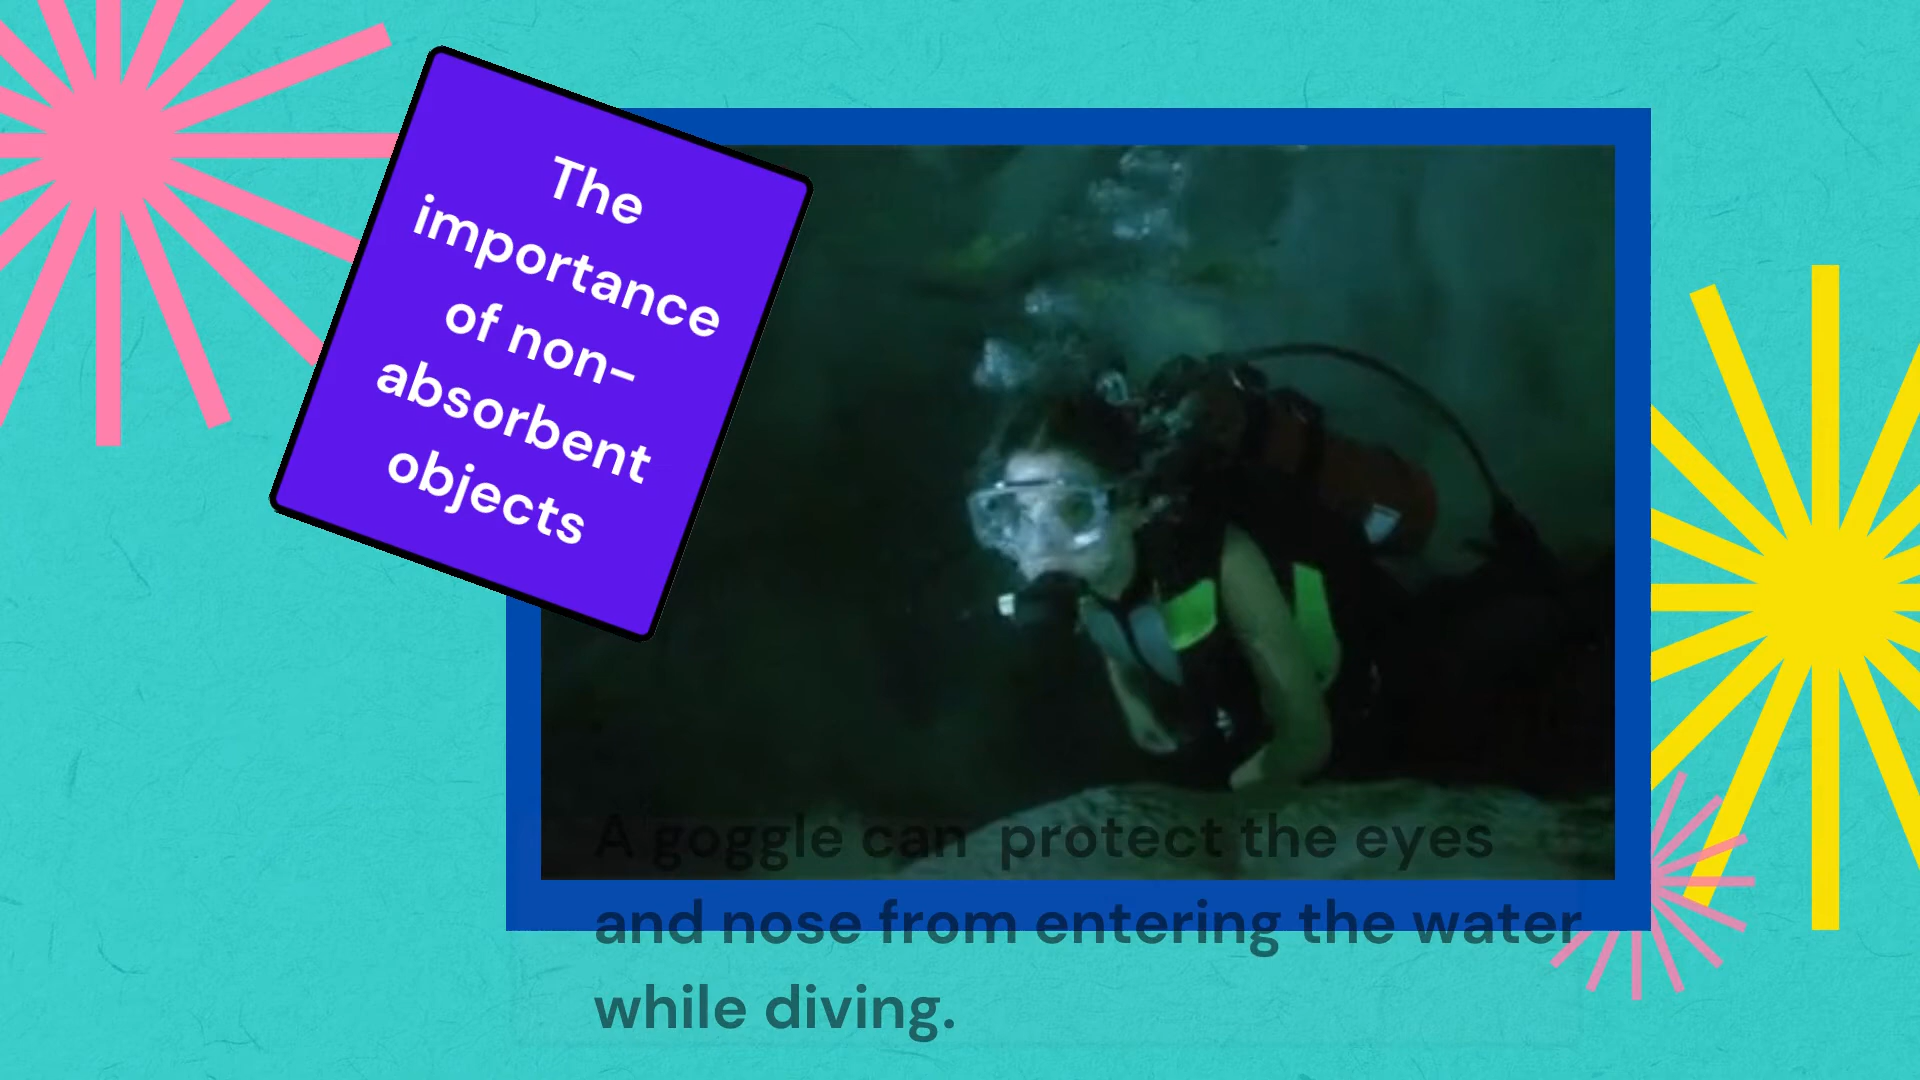 The
importance
of non-
absorbent
objects
A goggle can  protect the eyes
and nose from entering the water
while diving.